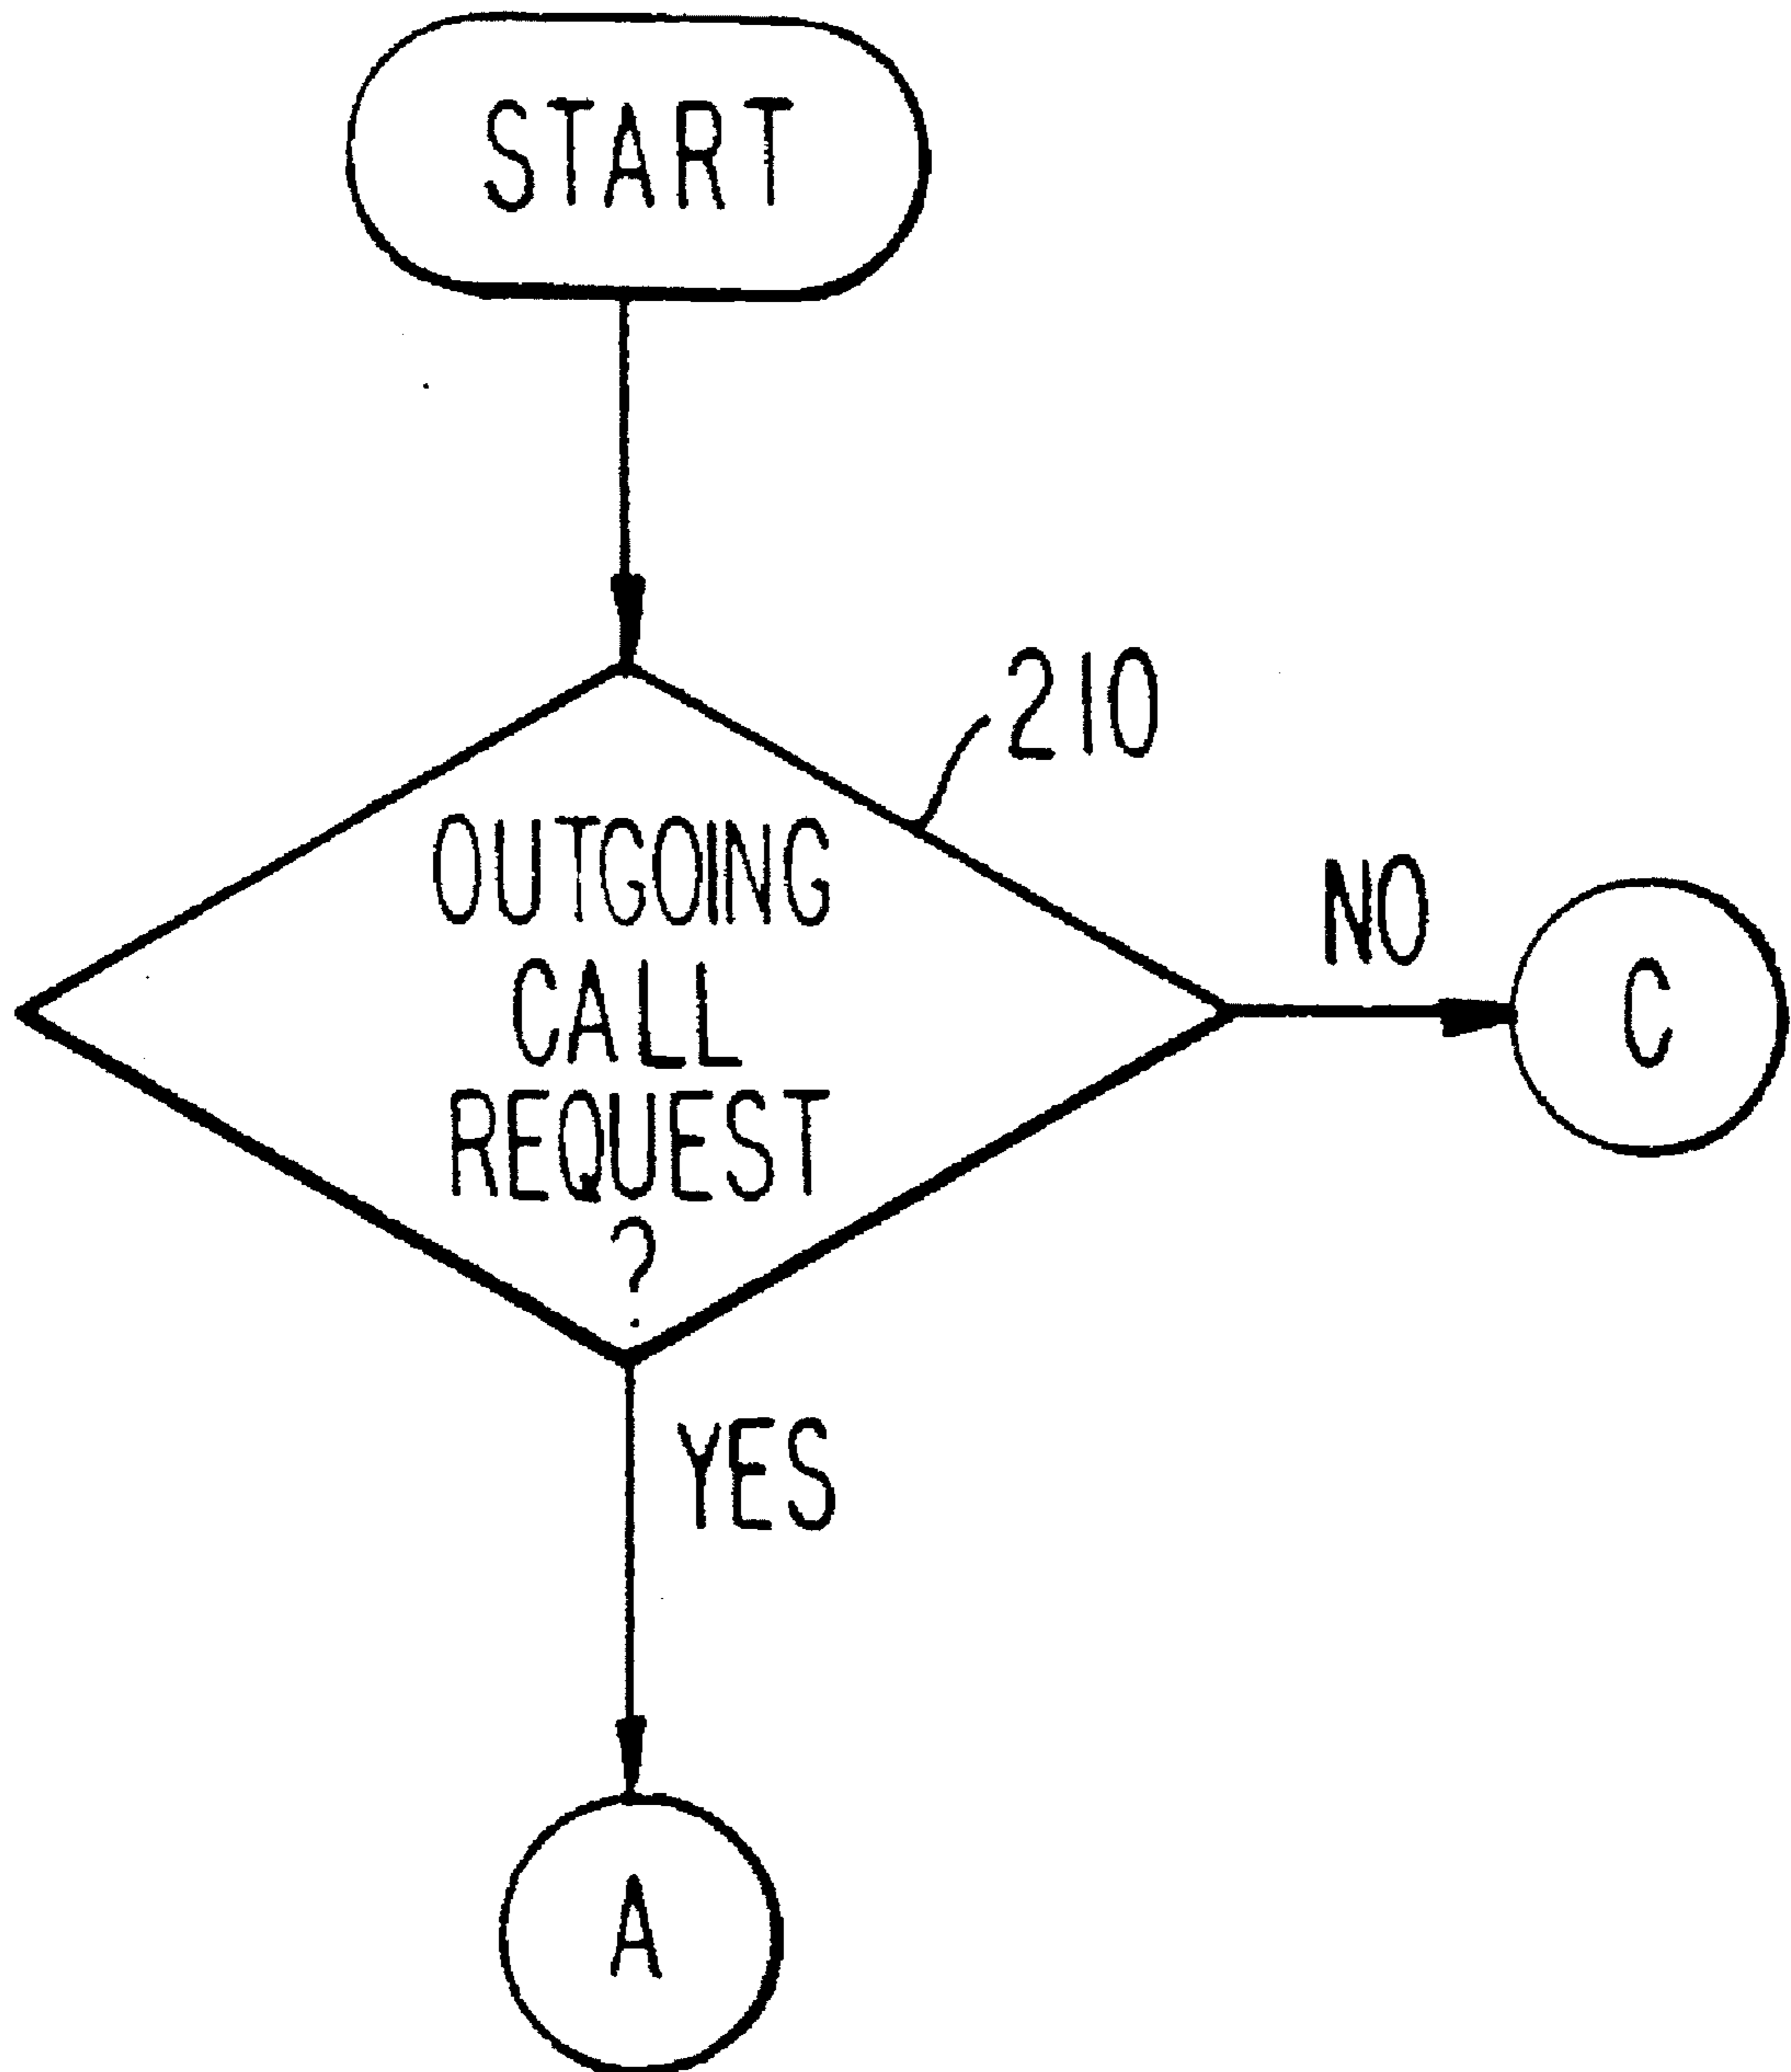 START
210
OUTGOING
CALL
REQUEST
?
NO
C
YES
A